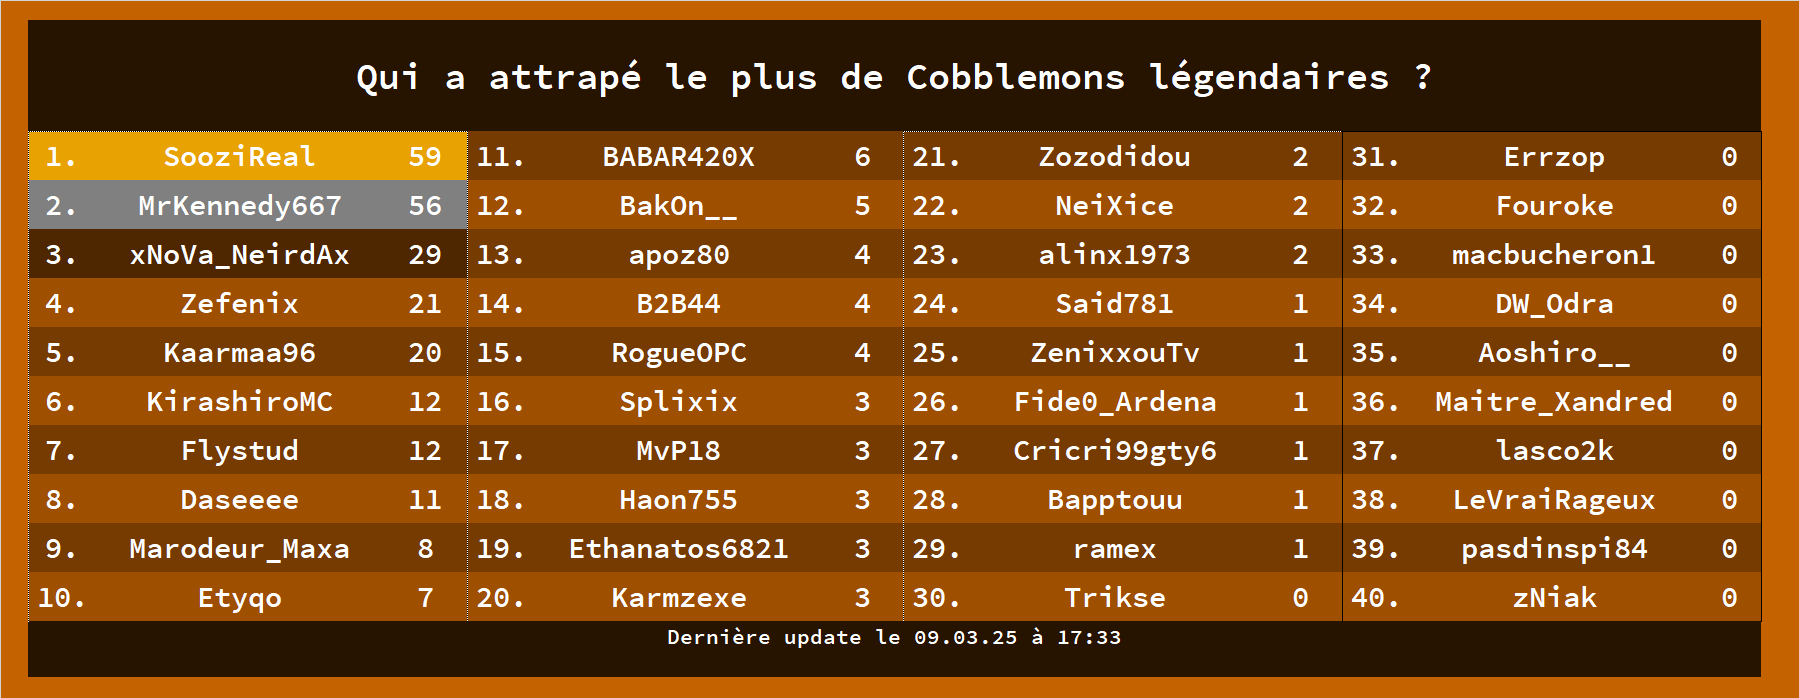 Qui a attrapé le plus de Cobblemons légendaires ?
1. SooziReal 59 11. BABAR420X 6 21. Zozodidou 2 31. Errzop 0
2. MrKennedy667 56 12. BakOn__ 5 22. NeiXice 2 32. Fouroke 0
3. xNoVa_NeirdAx 29 13. apoz80 4 23. alinx1973 2 33. macbucheron1 0
4. Zefenix 21 14. B2B44 4 24. Said781 1 34. DW_Odra 0
5. Kaarmaa96 20 15. RogueOPC 4 25. ZenixxouTv 1 35. Aoshiro__ 0
6. KirashiroMC 12 16. Splixix 3 26. Fide0_Ardena 1 36. Maitre_Xandred 0
7. Flystud 12 17. MvP18 3 27. Cricri99gty6 1 37. lasco2k 0
8. Daseeee 11 18. Haon755 3 28. Bapptouu 1 38. LeVraiRageux 0
9. Marodeur_Maxa 8 19. Ethanatos6821 3 29. ramex 1 39. pasdinspi84 0
10. Etyqo 7 20. Karmzexe 3 30. Trikse 0 40. zNiak 0
Dernière update le 09.03.25 à 17:33